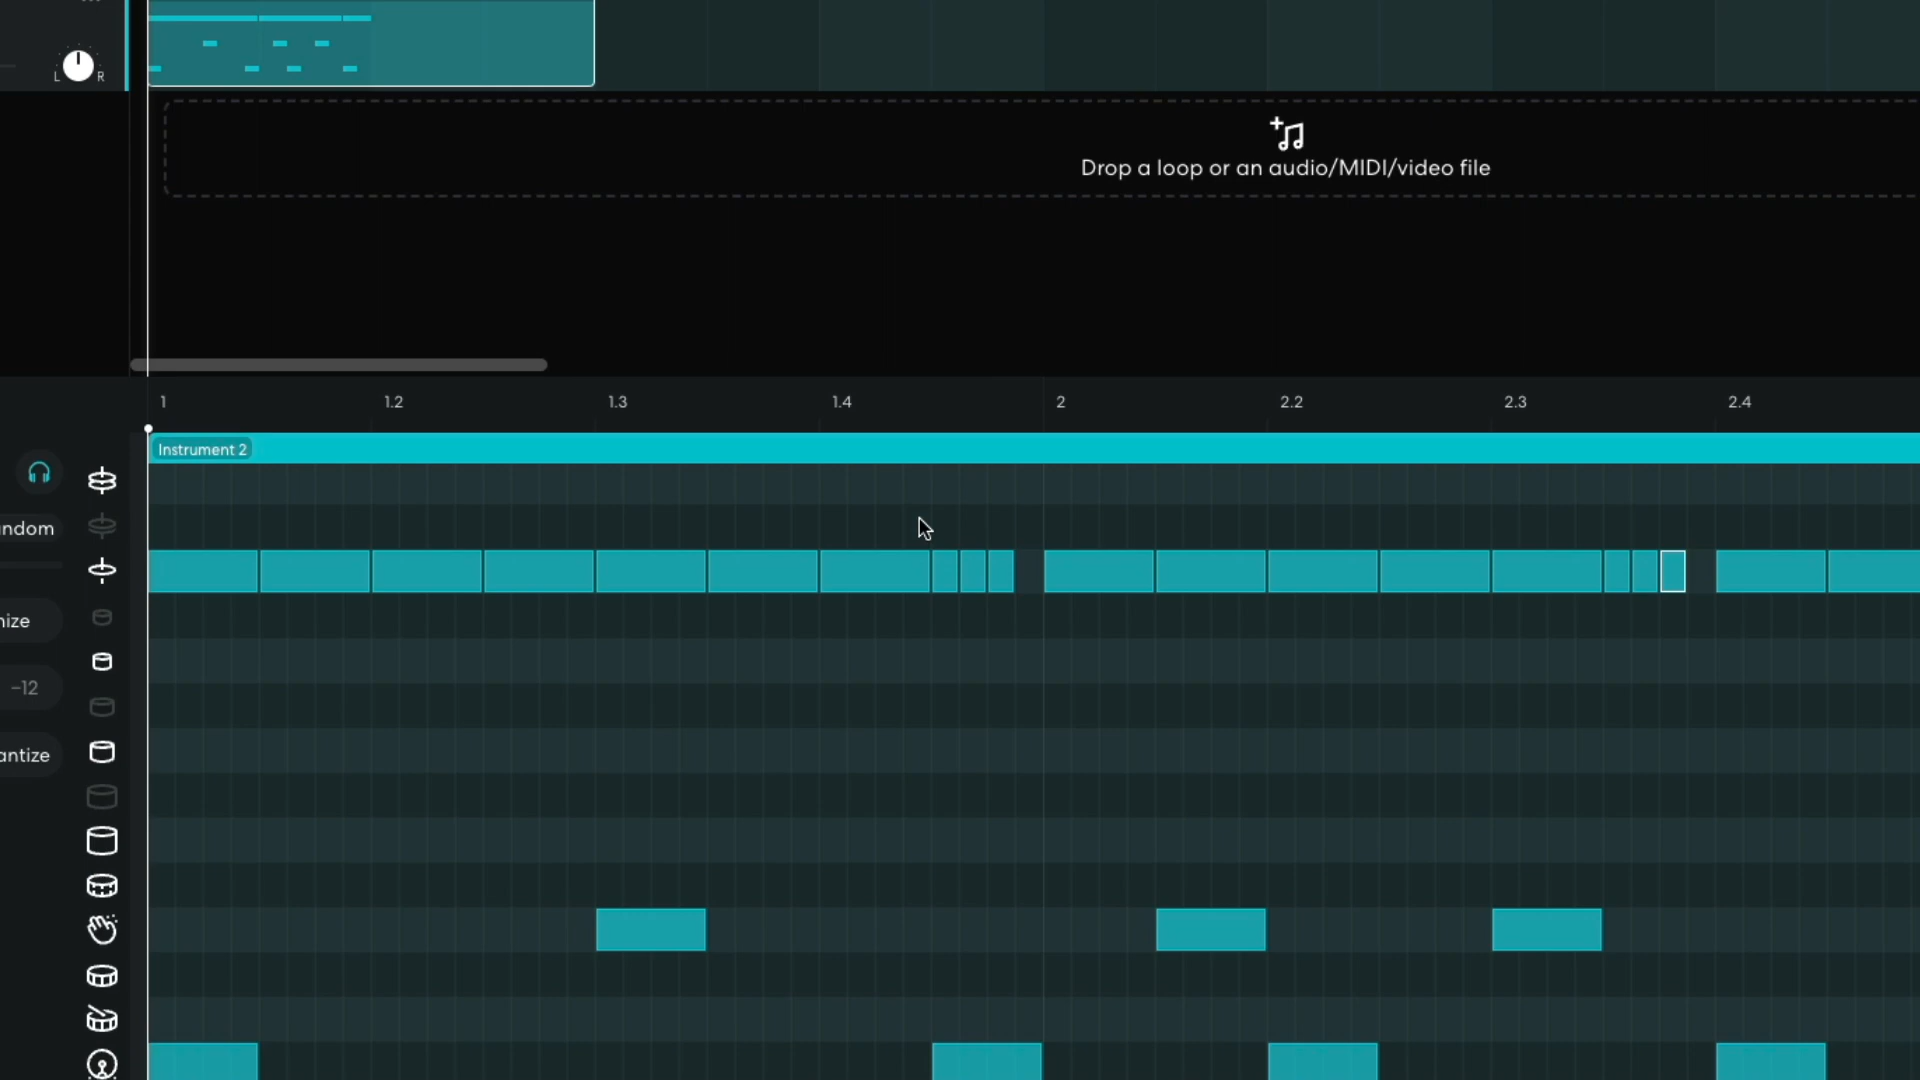 L R
Drop a loop or an audio/MIDI/video file
1 1.2 1.3 1.4 2 2.2 2.3 2.4
Instrument 2
ndom
nize
-12
antize